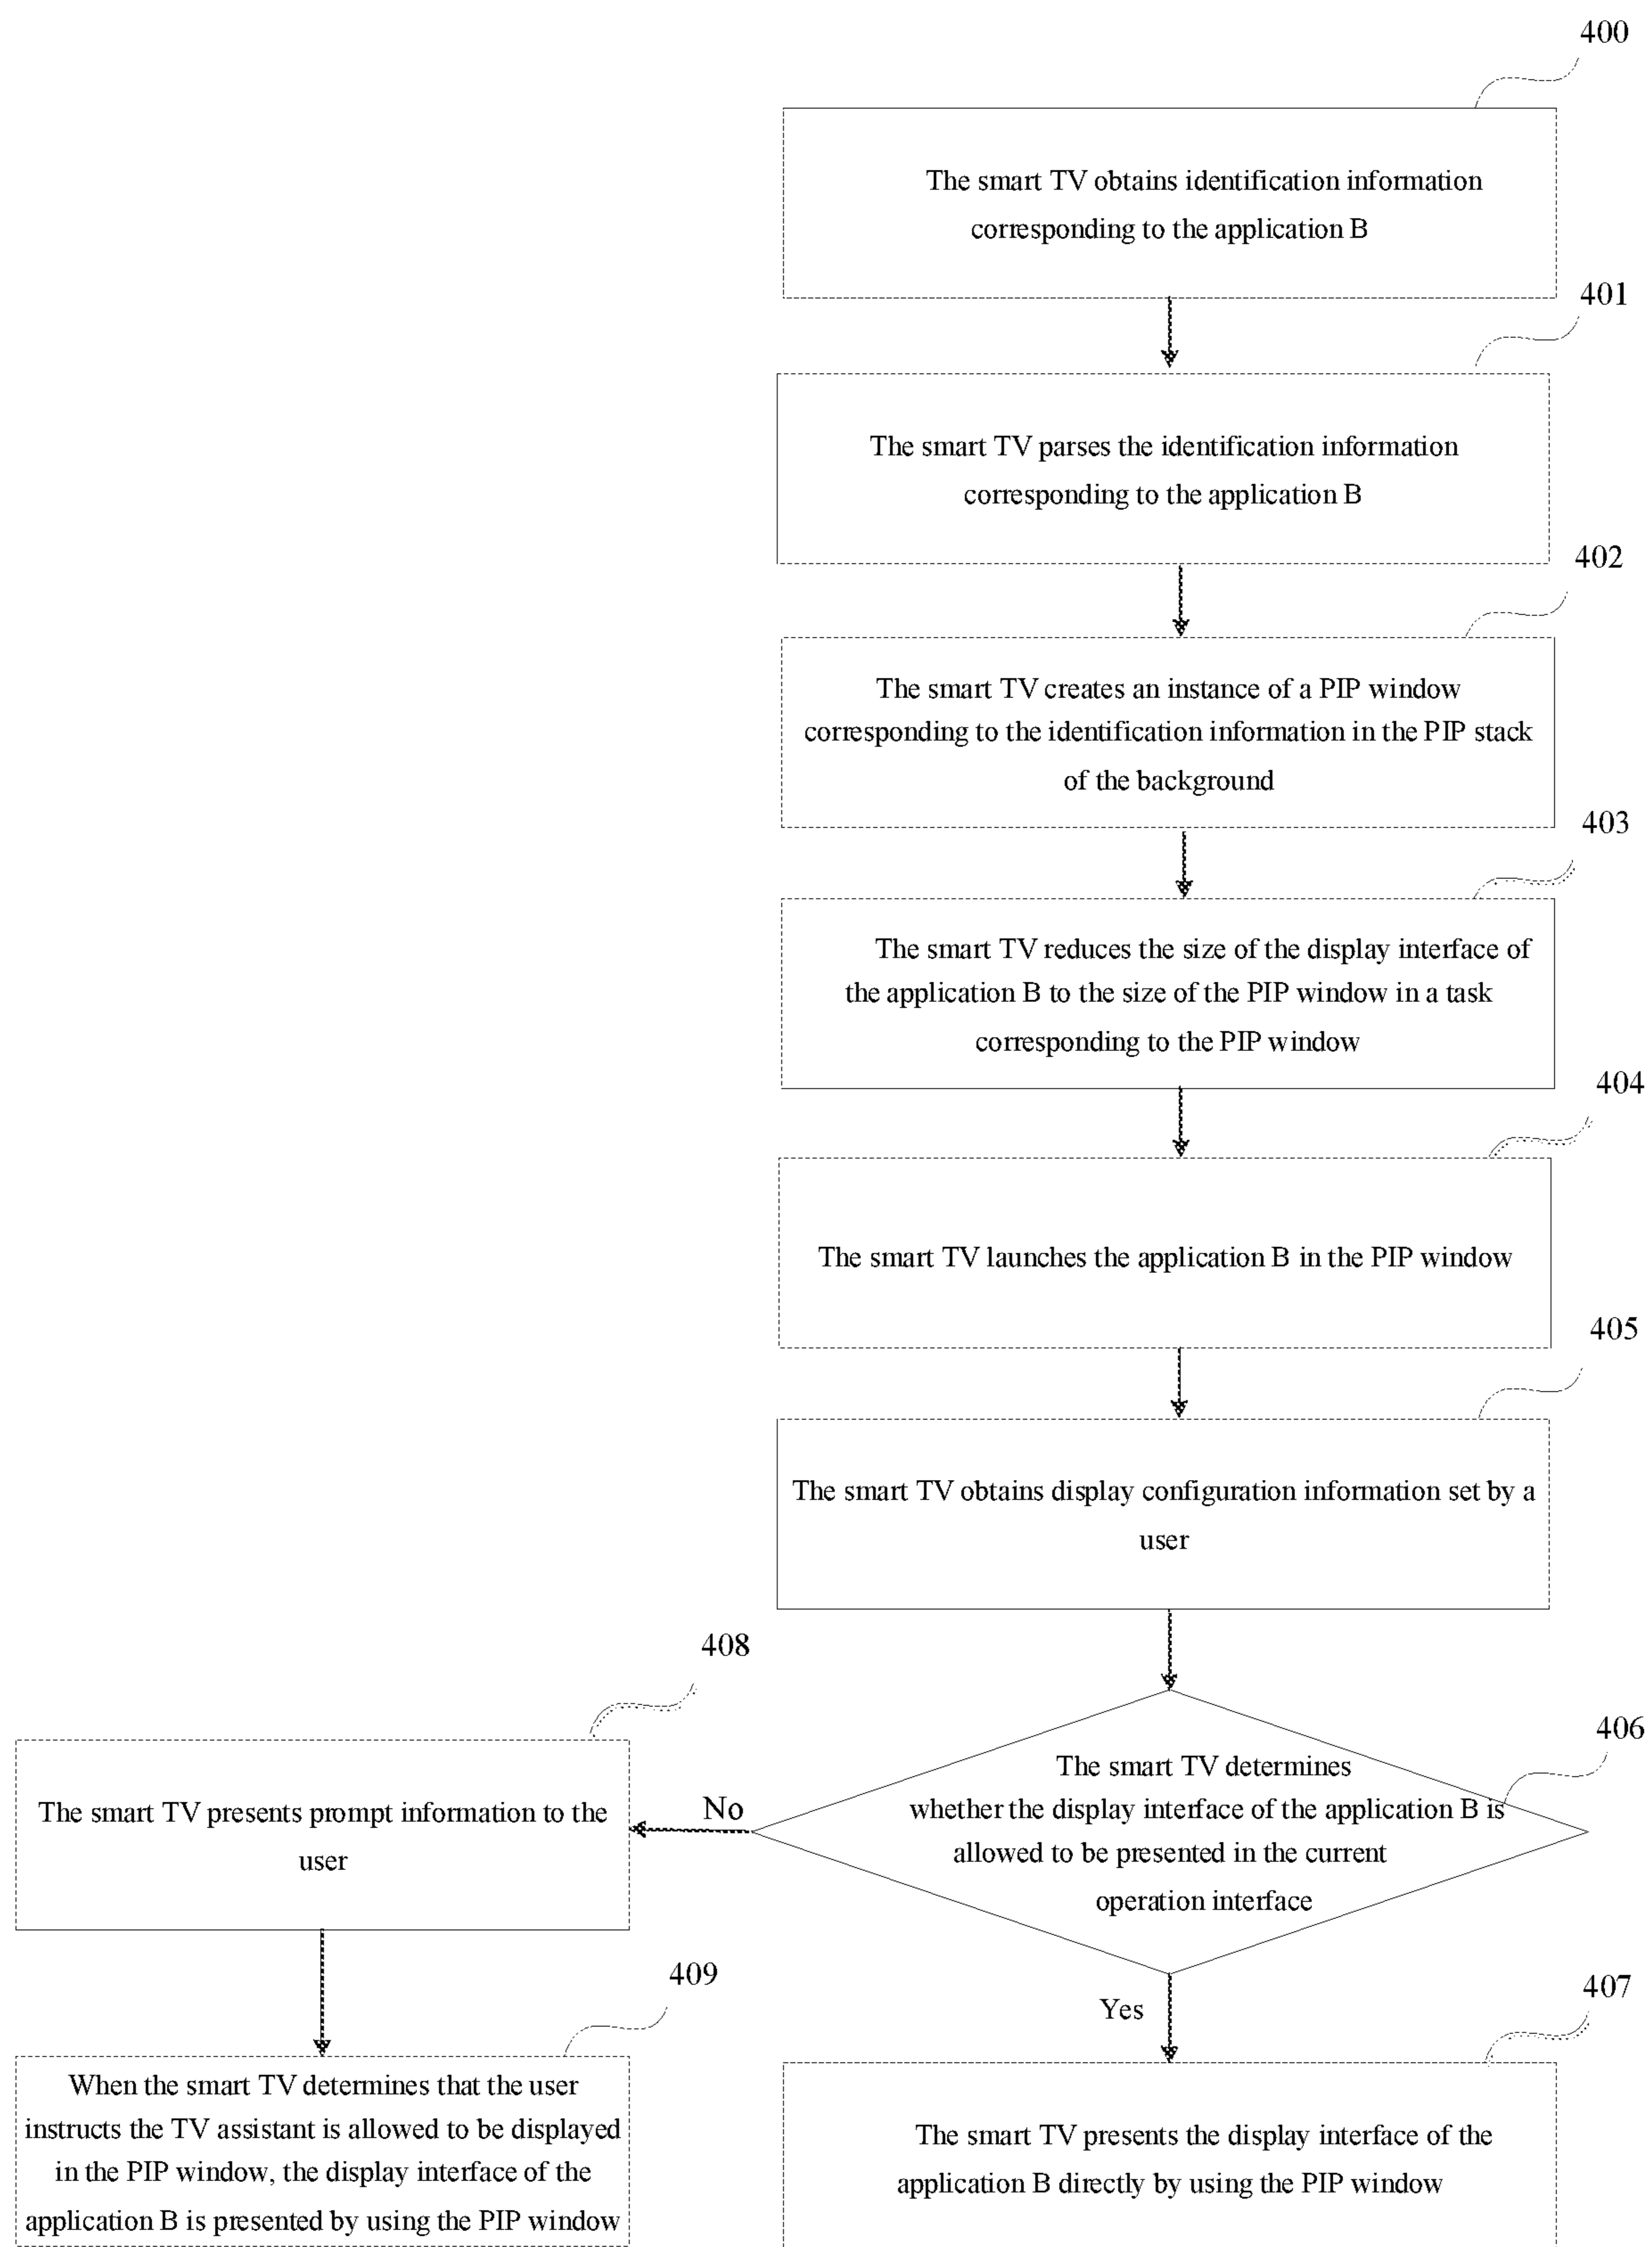 400
The smart TV obtains identification information
corresponding to the application B
401
The smart TV parses the identification information
corresponding to the application B
402
The smart TV creates an instance of a PIP window
corresponding to the identification information in the PIP stack
of the background
403
The smart TV reduces the size of the display interface of
the application B to the size of the PIP window in a task
corresponding to the PIP window
404
The smart TV launches the application B in the PIP window
405
The smart TV obtains display configuration information set by a
user
406
The smart TV determines
whether the display interface of the application B is
allowed to be presented in the current
operation interface
No
408
The smart TV presents prompt information to the
user
409
When the smart TV determines that the user
instructs the TV assistant is allowed to be displayed
in the PIP window, the display interface of the
application B is presented by using the PIP window
Yes
407
The smart TV presents the display interface of the
application B directly by using the PIP window